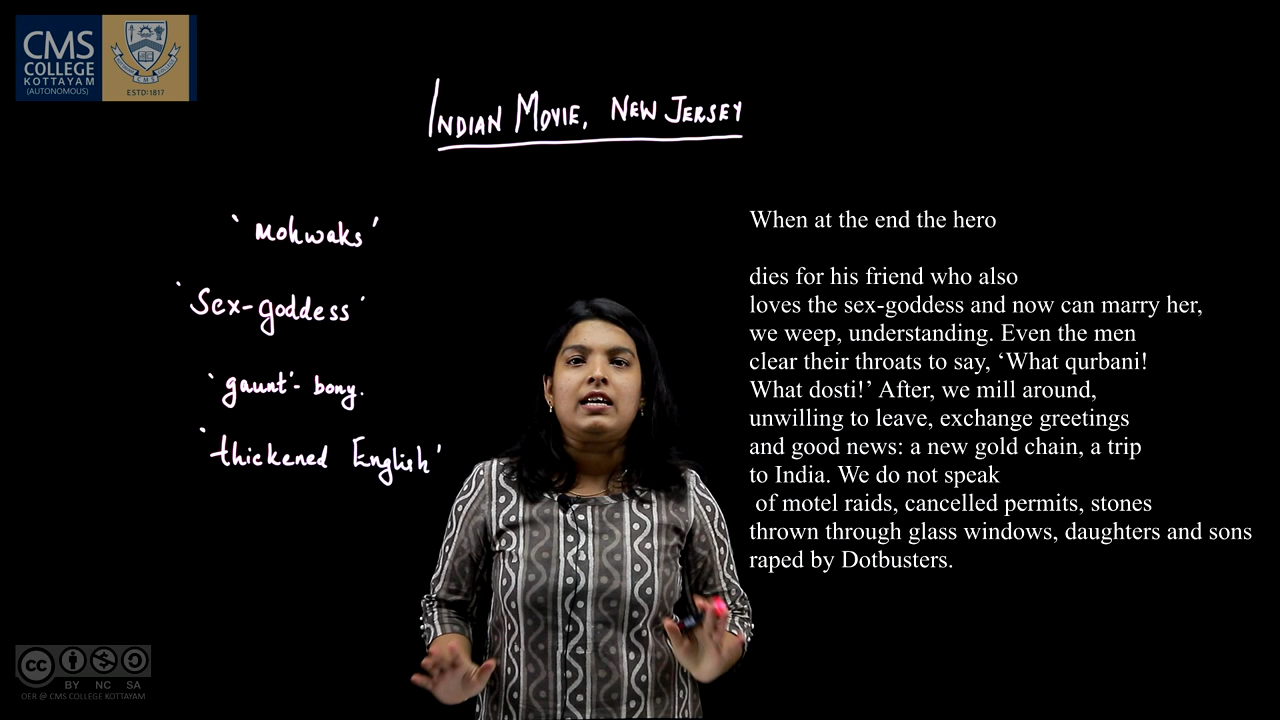 CMS
COLLEGE
KOTTAYAM
(AUTONOMOUS)
ESTD:1817
INDIAN MOVIE, NEW JERSEY
'Mohwaks'
'Sex-goddess'
'gaunt'- bony.
'thickened English'
When at the end the hero
dies for his friend who also
loves the sex-goddess and now can marry her,
we weep, understanding. Even the men
clear their throats to say, ‘What qurbani!
What dosti!’ After, we mill around,
unwilling to leave, exchange greetings
and good news: a new gold chain, a trip
to India. We do not speak
of motel raids, cancelled permits, stones
thrown through glass windows, daughters and sons
raped by Dotbusters.
cc
BY NC SA
OER @ CMS COLLEGE KOTTAYAM